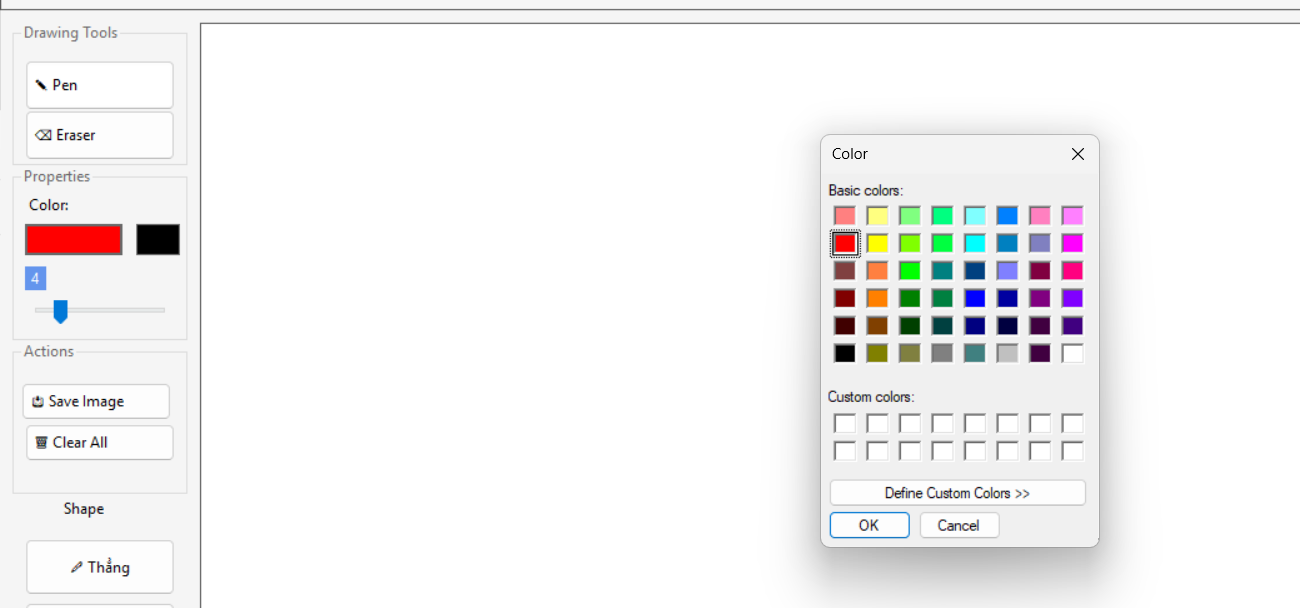 Drawing Tools
Pen
Eraser
Properties
Color:
4
Actions
Save Image
Clear All
Shape
Thẳng
Color
Basic colors:
Custom colors:
Define Custom Colors >>
OK
Cancel